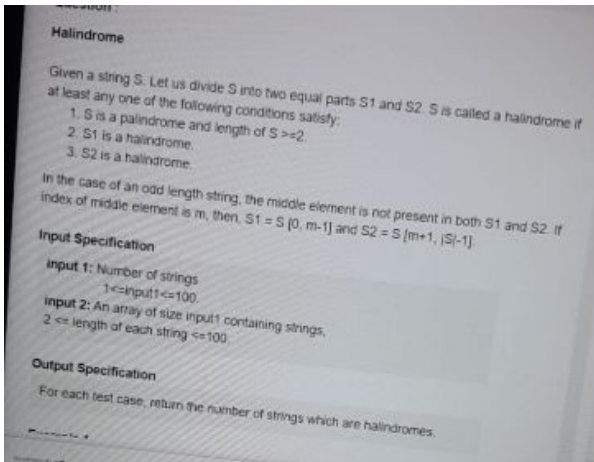 Halindrome
Given a string S. Let us divide S into two equal parts S1 and S2. S is called a halindrome if
at least any one of the following conditions satisfy:
1. S is a palindrome and length of S >=2.
2. S1 is a halindrome.
3. S2 is a halindrome.
In the case of an odd length string, the middle element is not present in both S1 and S2. If
index of middle element is m, then, S1 = S [0, m-1] and S2 = S [m+1, |S|-1].
Input Specification
input 1: Number of strings
1<=input1<=100.
input 2: An array of size input1 containing strings,
2 <= length of each string <=100.
Output Specification
For each test case, return the number of strings which are halindromes.